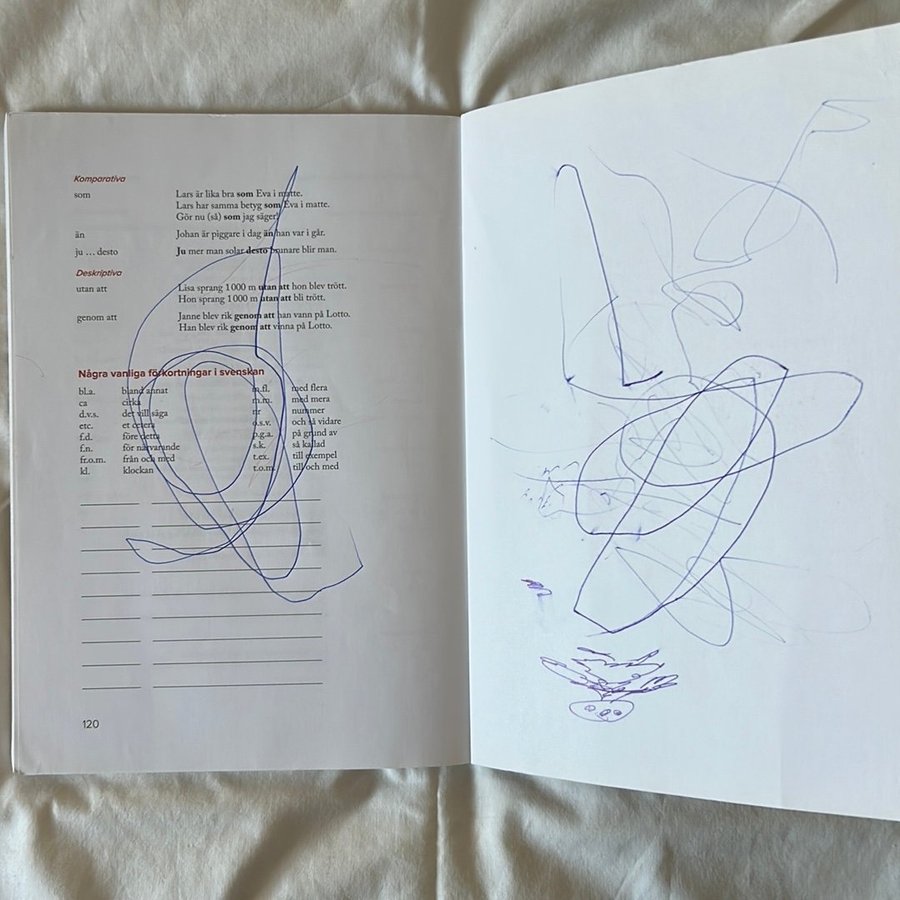 Komparativa
som Lars är lika bra som Eva i matte.
Lars har samma betyg som Eva i matte.
Gör nu (så) som jag säger!
än Johan är piggare i dag än han var i går.
ju ... desto Ju mer man solar desto brunare blir man.
Deskriptiva
utan att Lisa sprang 1 000 m utan att hon blev trött.
Hon sprang 1 000 m utan att bli trött.
genom att Janne blev rik genom att han vann på Lotto.
Han blev rik genom att vinna på Lotto.
Några vanliga förkortningar i svenskan
bl.a. bland annat m.fl. med flera
ca cirka m.m. med mera
d.v.s. det vill säga nr nummer
etc. et cetera o.s.v. och så vidare
f.d. före detta p.g.a. på grund av
f.n. för närvarande s.k. så kallad
fr.o.m. från och med t.ex. till exempel
kl. klockan t.o.m. till och med
120